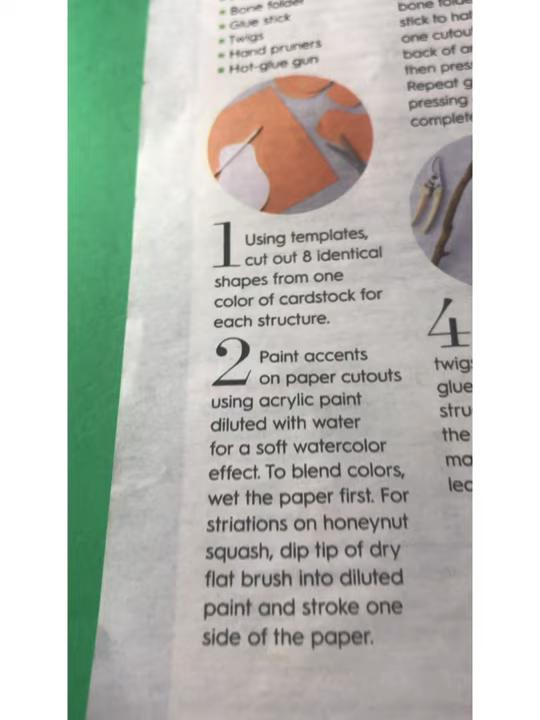 • Bone folder
• Glue stick
• Twigs
• Hand pruners
• Hot-glue gun
1 Using templates,
cut out 8 identical
shapes from one
color of cardstock for
each structure.
2 Paint accents
on paper cutouts
using acrylic paint
diluted with water
for a soft watercolor
effect. To blend colors,
wet the paper first. For
striations on honeynut
squash, dip tip of dry
flat brush into diluted
paint and stroke one
side of the paper.
stick to
one
back of
then
Repeat
pressing
4
glue
the